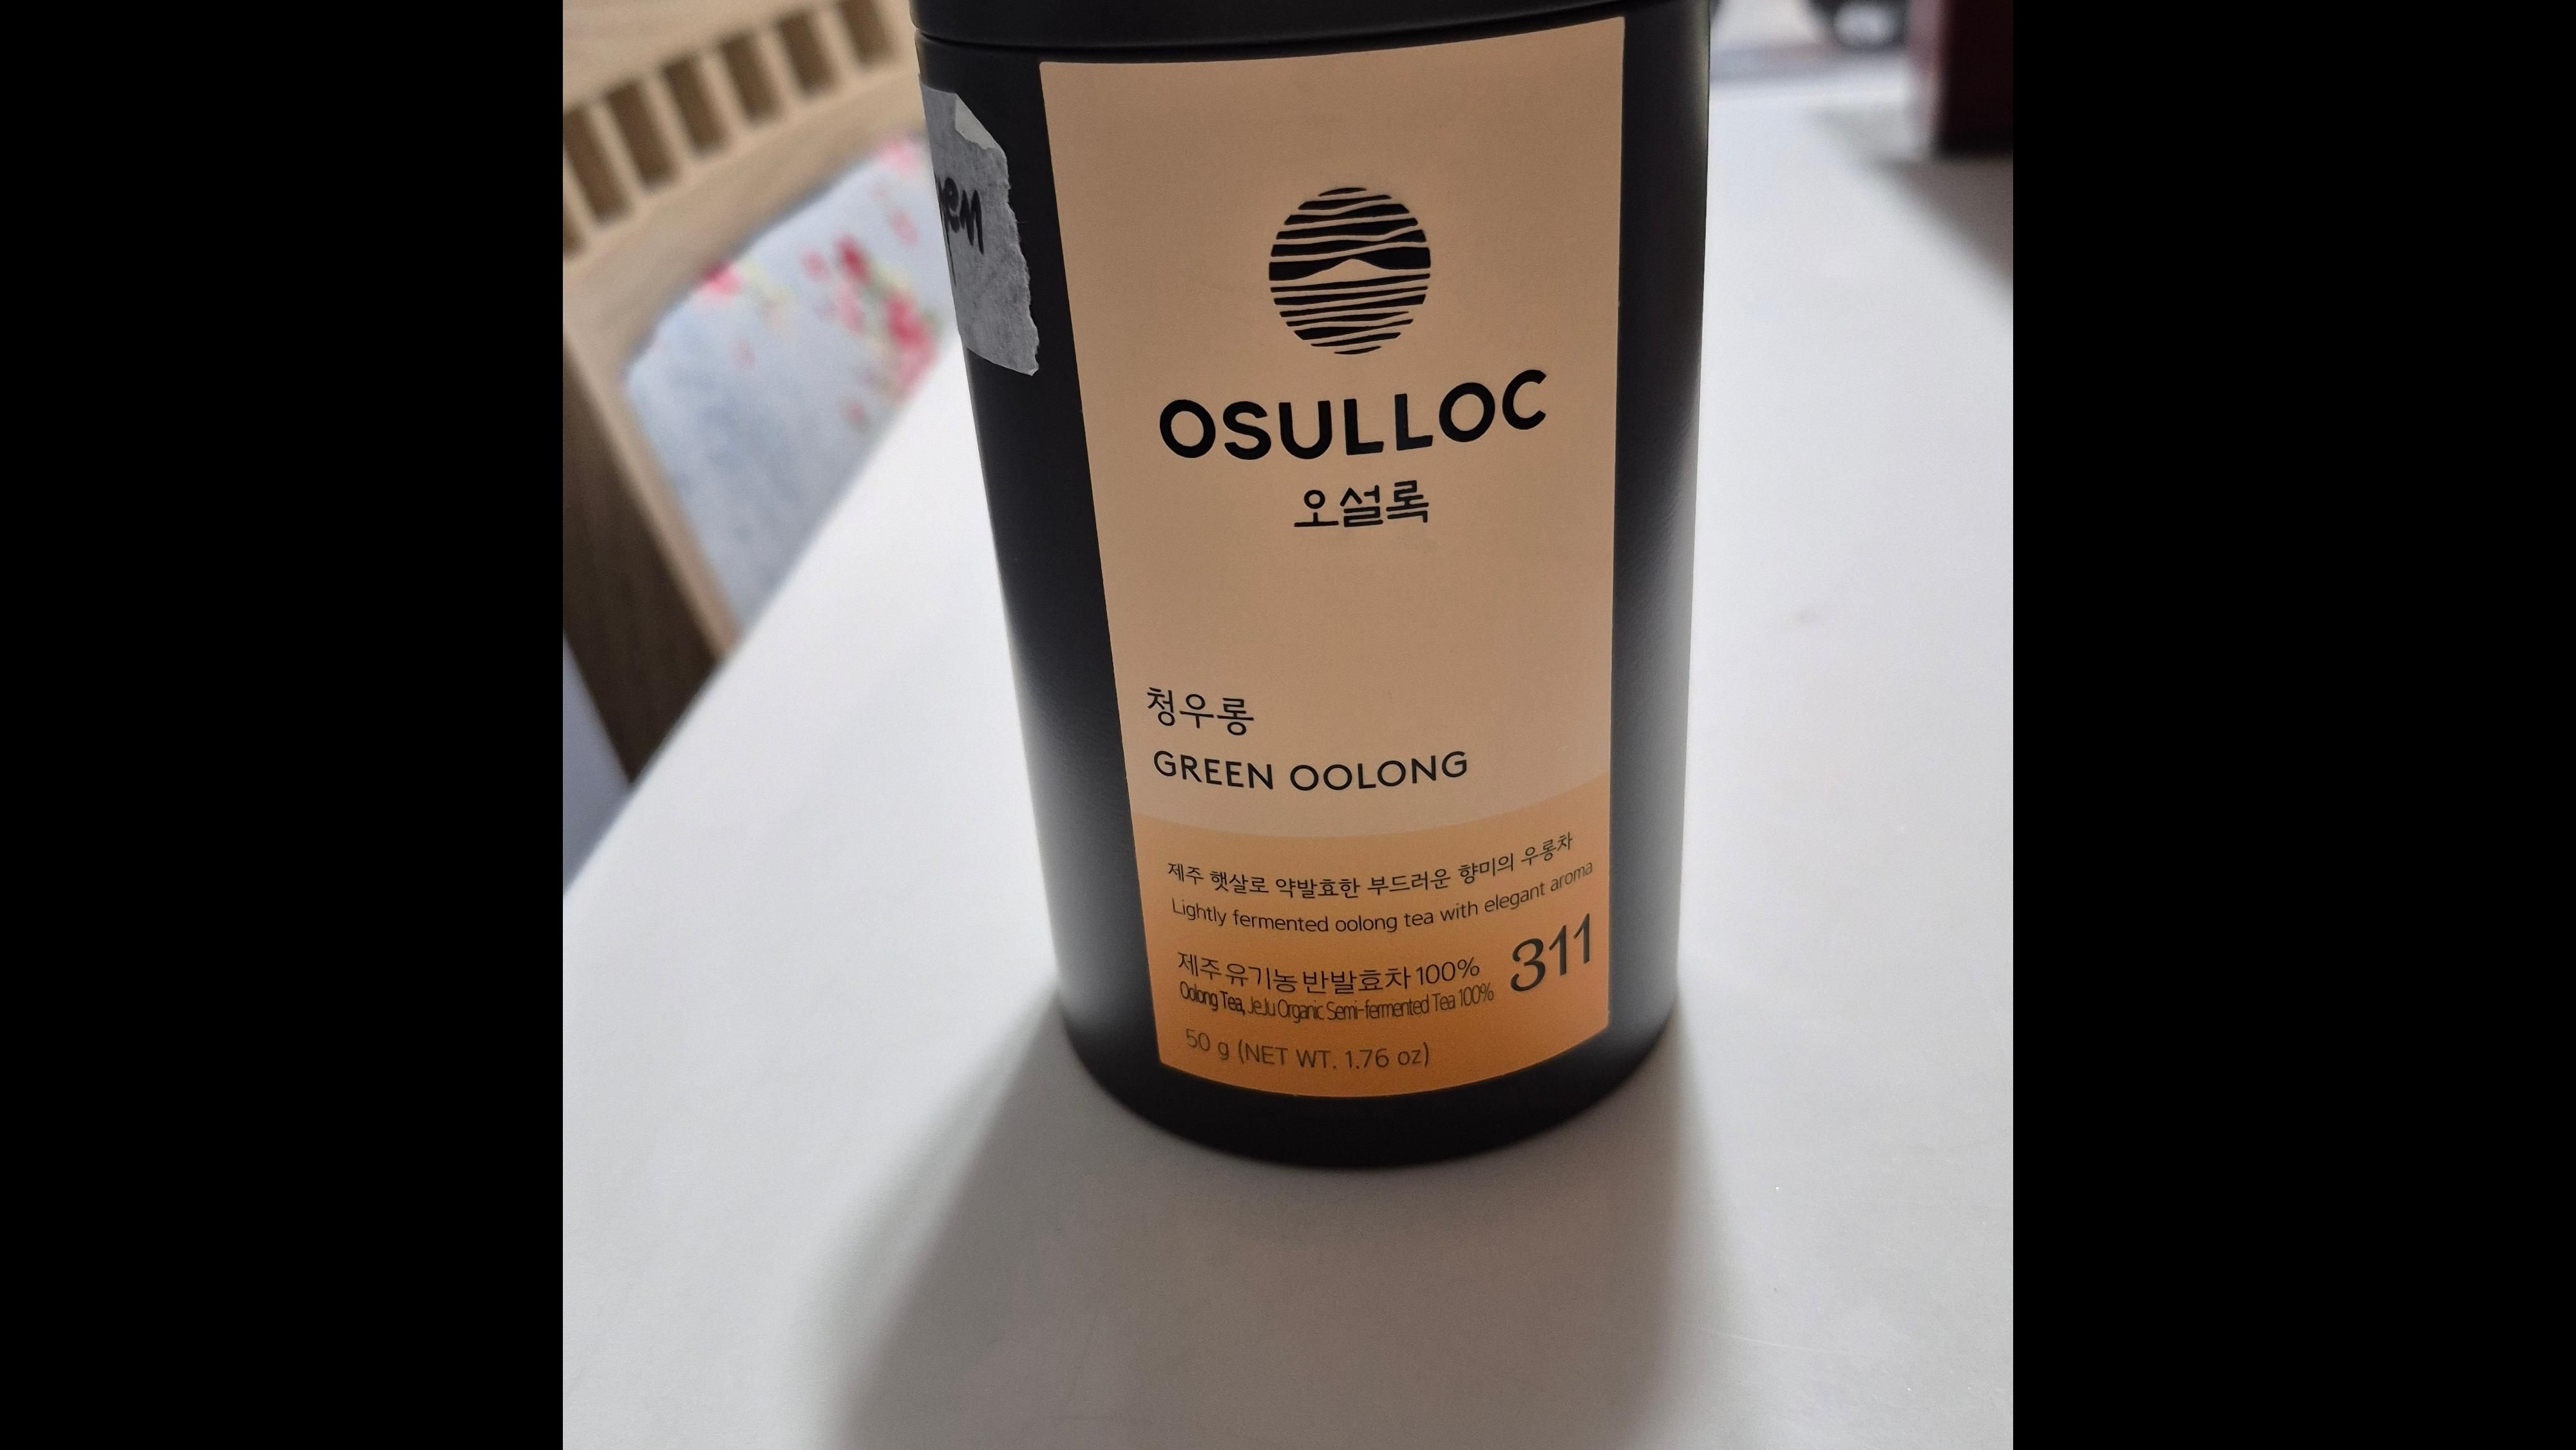 OSULLOC
오설록
청우롱
GREEN OOLONG
제주 햇살로 약발효한 부드러운 향미의 우롱차
Lightly fermented oolong tea with elegant aroma
제주 유기농 반발효차 100%
311
Oolong Tea, JeJu Organic Semi-fermented Tea 100%
50 g (NET WT. 1.76 oz)